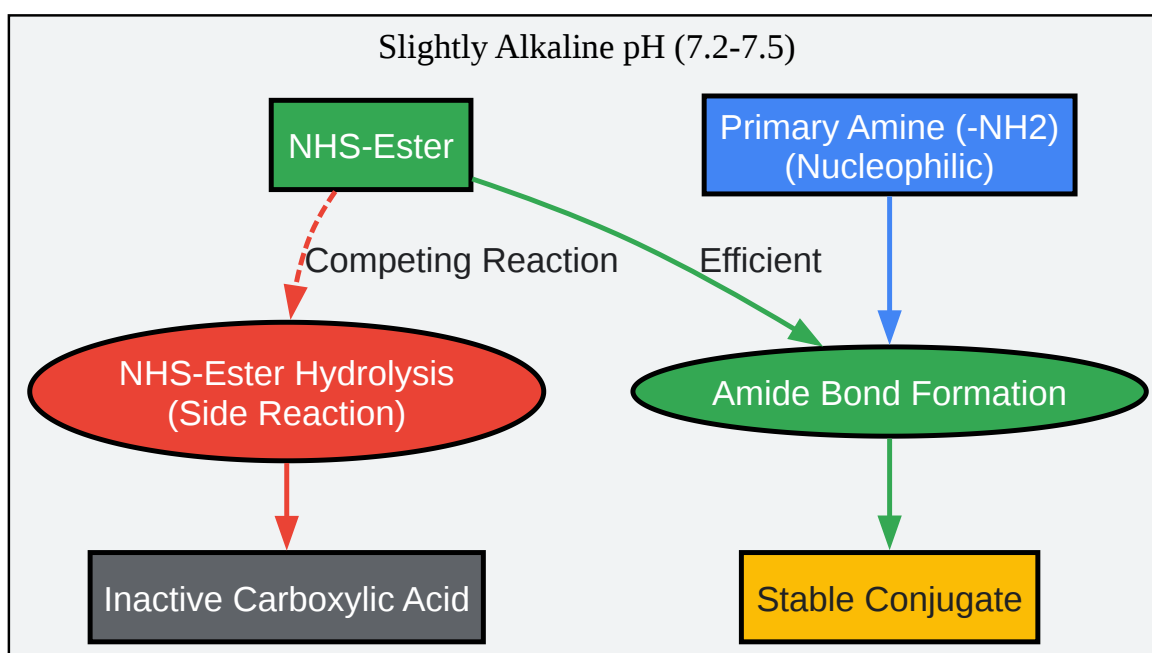 Slightly Alkaline pH (7.2-7.5)
NHS-Ester
Primary Amine (-NH2)
(Nucleophilic)
Competing Reaction
Efficient
NHS-Ester Hydrolysis
(Side Reaction)
Amide Bond Formation
Inactive Carboxylic Acid
Stable Conjugate